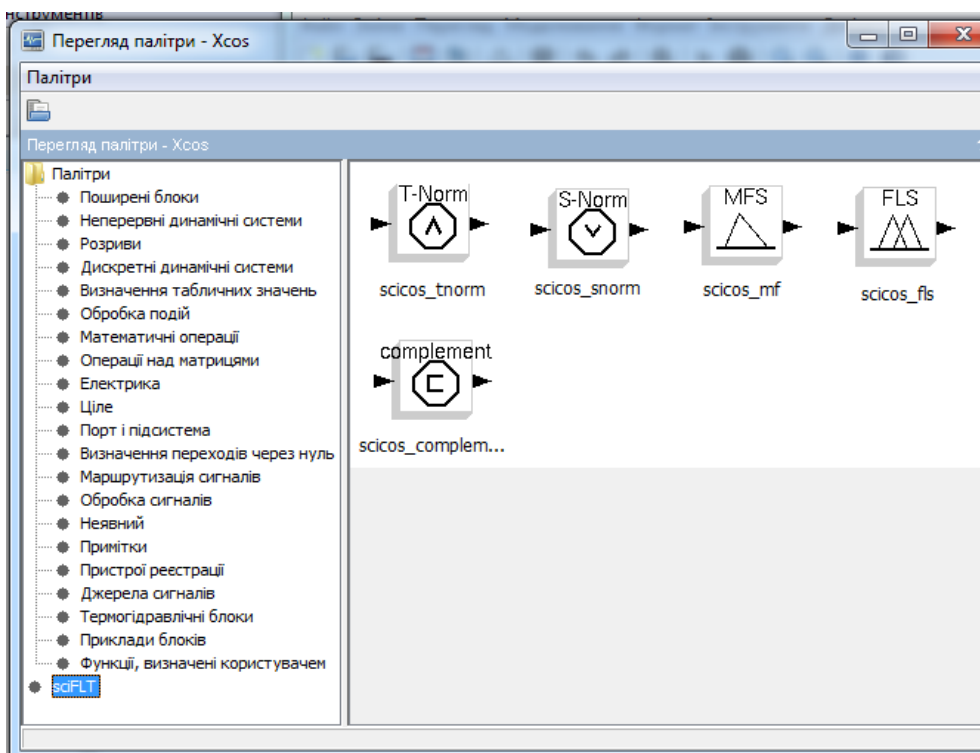 нструментів
Перегляд палітри - Xcos
Палітри
Перегляд палітри - Xcos
Палітри
Поширені блоки
Неперервні динамічні системи
Розриви
Дискретні динамічні системи
Визначення табличних значень
Обробка подій
Математичні операції
Операції над матрицями
Електрика
Ціле
Порт і підсистема
Визначення переходів через нуль
Маршрутизація сигналів
Обробка сигналів
Неявний
Примітки
Пристрої реєстрації
Джерела сигналів
Термогідравлічні блоки
Приклади блоків
Функції, визначені користувачем
sciFLT
T-Norm
S-Norm
MFS
FLS
scicos_tnorm
scicos_snorm
scicos_mf
scicos_fls
complement
scicos_complem...